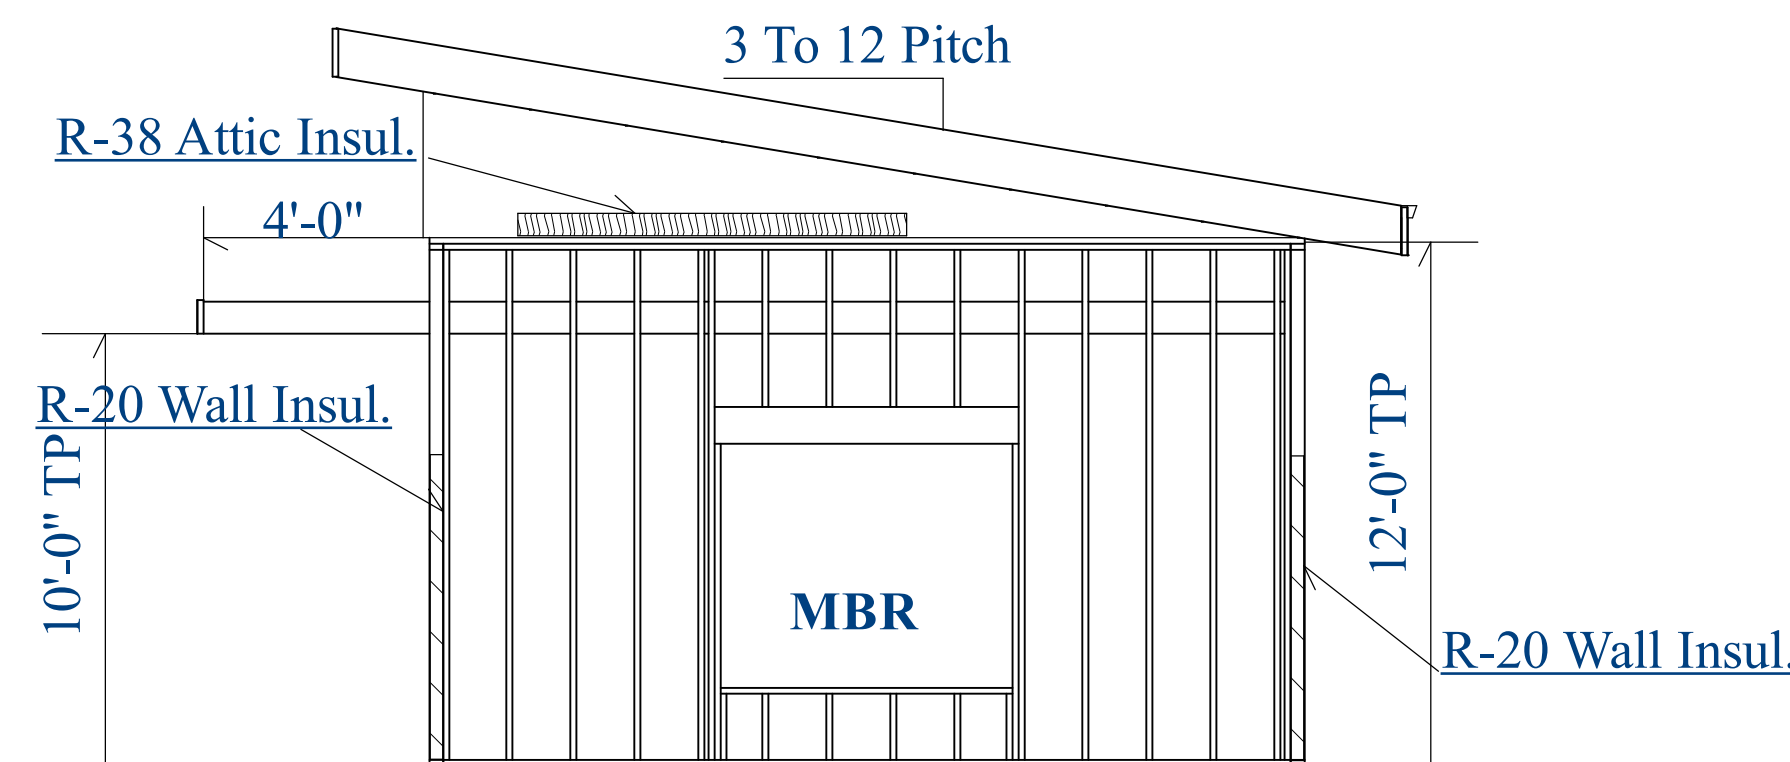 3 To 12 Pitch
R-38 Attic Insul.
4'-0"
R-20 Wall Insul.
10'-0" TP
12'-0" TP
MBR
R-20 Wall Insul.